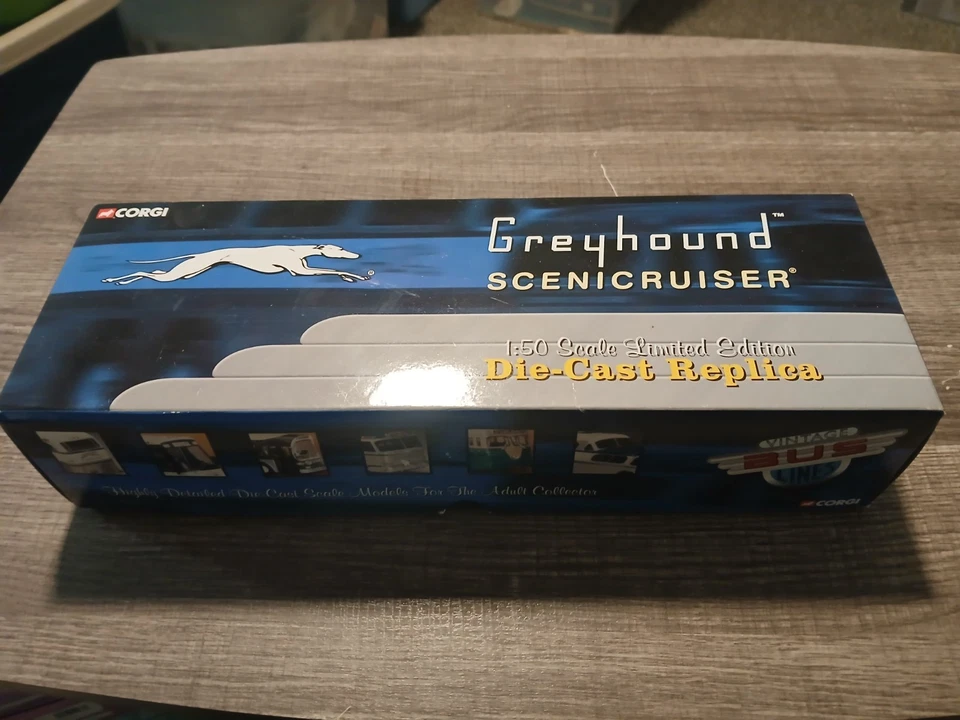 CORGI
Greyhound™
SCENICRUISER®
1:50 Scale Limited Edition
Die-Cast Replica
VINTAGE
BUS
LINES
Highly Detailed Die Cast Scale Models For The Adult Collector
CORGI